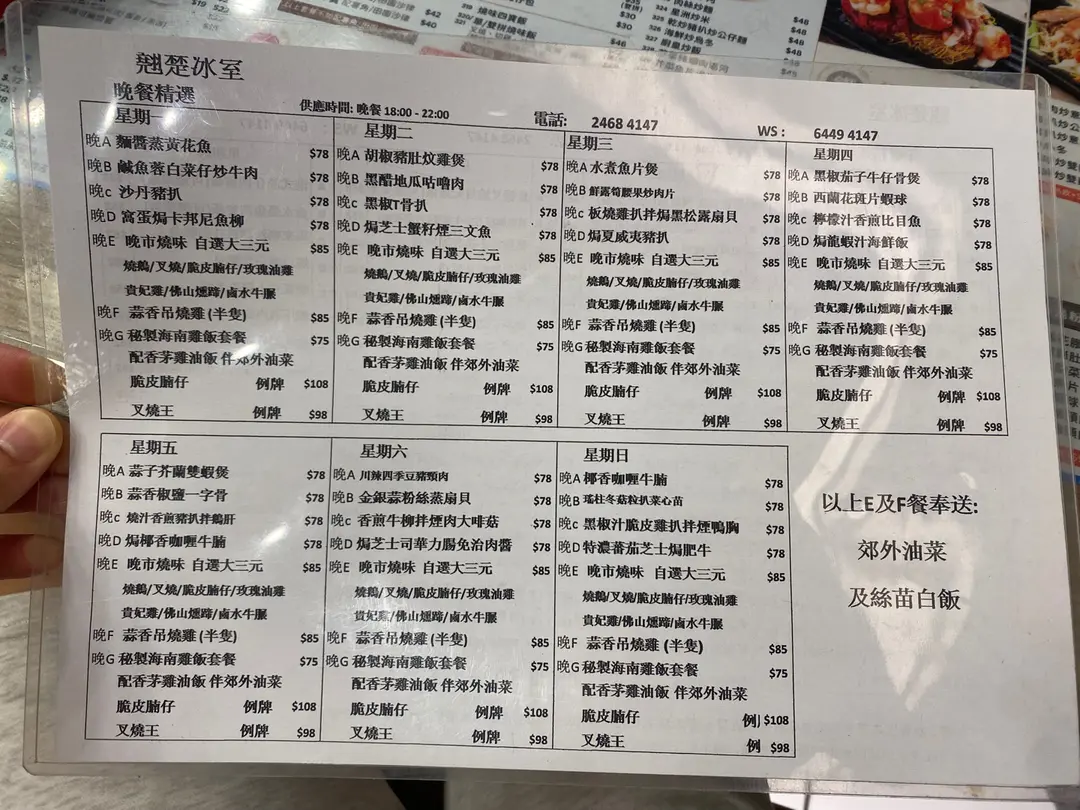 翹楚冰室
晚餐精選
供應時間: 晚餐 18:00 - 22:00
電話: 2468 4147
WS : 6449 4147
星期一
晚A 麵醬蒸黃花魚 $78
晚B 鹹魚蓉白菜仔炒牛肉 $78
晚c 沙丹豬扒 $78
晚D 窩蛋焗卡邦尼魚柳 $78
晚E 晚市燒味 自選大三元 $85
燒鵝/叉燒/脆皮腩仔/玫瑰油雞
貴妃雞/佛山燻蹄/鹵水牛𦟌
晚F 蒜香吊燒雞 (半隻) $85
晚G 秘製海南雞飯套餐 $75
配香茅雞油飯 伴郊外油菜
脆皮腩仔 例牌 $108
叉燒王 例牌 $98
星期二
晚A 胡椒豬肚炆雞煲 $78
晚B 黑醋地瓜咕嚕肉 $78
晚c 黑椒T骨扒 $78
晚D 焗芝士蟹籽煙三文魚 $78
晚E 晚市燒味 自選大三元 $85
燒鵝/叉燒/脆皮腩仔/玫瑰油雞
貴妃雞/佛山燻蹄/鹵水牛𦟌
晚F 蒜香吊燒雞 (半隻) $85
晚G 秘製海南雞飯套餐 $75
配香茅雞油飯 伴郊外油菜
脆皮腩仔 例牌 $108
叉燒王 例牌 $98
星期三
晚A 水煮魚片煲 $78
晚B 鮮露筍腰果炒肉片 $78
晚c 板燒雞扒拼焗黑松露扇貝 $78
晚D 焗夏威夷豬扒 $78
晚E 晚市燒味 自選大三元 $85
燒鵝/叉燒/脆皮腩仔/玫瑰油雞
貴妃雞/佛山燻蹄/鹵水牛𦟌
晚F 蒜香吊燒雞 (半隻) $85
晚G 秘製海南雞飯套餐 $75
配香茅雞油飯 伴郊外油菜
脆皮腩仔 例牌 $108
叉燒王 例牌 $98
星期四
晚A 黑椒茄子牛仔骨煲 $78
晚B 西蘭花斑片蝦球 $78
晚c 檸檬汁香煎比目魚 $78
晚D 焗龍蝦汁海鮮飯 $78
晚E 晚市燒味 自選大三元 $85
燒鵝/叉燒/脆皮腩仔/玫瑰油雞
貴妃雞/佛山燻蹄/鹵水牛𦟌
晚F 蒜香吊燒雞 (半隻) $85
晚G 秘製海南雞飯套餐 $75
配香茅雞油飯 伴郊外油菜
脆皮腩仔 例牌 $108
叉燒王 例牌 $98
星期五
晚A 蒜子芥蘭雙蝦煲 $78
晚B 蒜香椒鹽一字骨 $78
晚c 燒汁香煎豬扒拼鵝肝 $78
晚D 焗椰香咖喱牛腩 $78
晚E 晚市燒味 自選大三元 $85
燒鵝/叉燒/脆皮腩仔/玫瑰油雞
貴妃雞/佛山燻蹄/鹵水牛𦟌
晚F 蒜香吊燒雞 (半隻) $85
晚G 秘製海南雞飯套餐 $75
配香茅雞油飯 伴郊外油菜
脆皮腩仔 例牌 $108
叉燒王 例牌 $98
星期六
晚A 川辣四季豆豬頸肉 $78
晚B 金銀蒜粉絲蒸扇貝 $78
晚c 香煎牛柳拼煙肉大啡菇 $78
晚D 焗芝士司華力腸免治肉醬 $78
晚E 晚市燒味 自選大三元 $85
燒鵝/叉燒/脆皮腩仔/玫瑰油雞
貴妃雞/佛山燻蹄/鹵水牛𦟌
晚F 蒜香吊燒雞 (半隻) $85
晚G 秘製海南雞飯套餐 $75
配香茅雞油飯 伴郊外油菜
脆皮腩仔 例牌 $108
叉燒王 例牌 $98
星期日
晚A 椰香咖喱牛腩 $78
晚B 瑤柱冬菇餸扒菜心苗 $78
晚c 黑椒汁脆皮雞扒拼煙鴨胸 $78
晚D 特濃蕃茄芝士焗肥牛 $78
晚E 晚市燒味 自選大三元 $85
燒鵝/叉燒/脆皮腩仔/玫瑰油雞
貴妃雞/佛山燻蹄/鹵水牛𦟌
晚F 蒜香吊燒雞 (半隻) $85
晚G 秘製海南雞飯套餐 $75
配香茅雞油飯 伴郊外油菜
脆皮腩仔 例 $108
叉燒王 例 $98
以上E及F餐奉送:
郊外油菜
及絲苗白飯